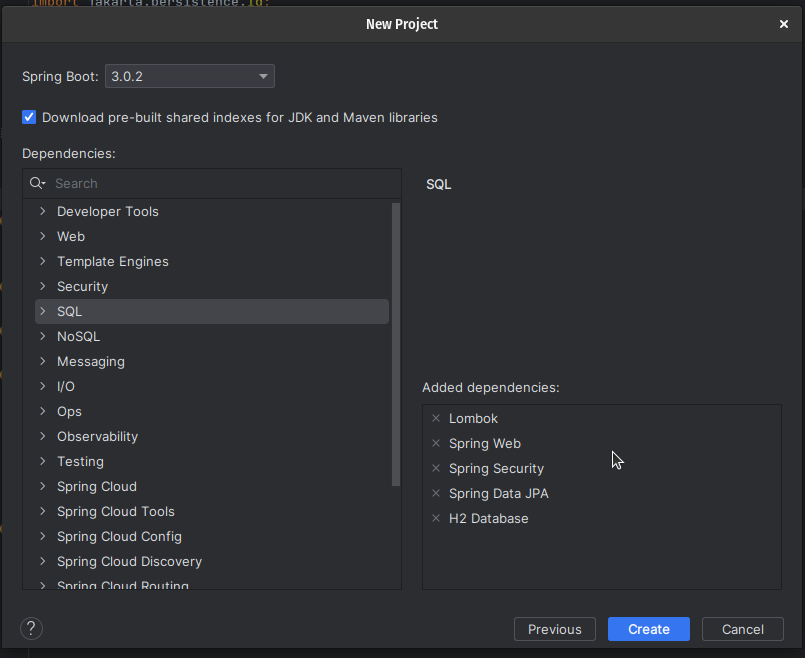 import jakarta.persistence.Id;
New Project
Spring Boot: 3.0.2
Download pre-built shared indexes for JDK and Maven libraries
Dependencies:
Search
Developer Tools
Web
Template Engines
Security
SQL
NoSQL
Messaging
I/O
Ops
Observability
Testing
Spring Cloud
Spring Cloud Tools
Spring Cloud Config
Spring Cloud Discovery
Spring Cloud Routing
SQL
Added dependencies:
Lombok
Spring Web
Spring Security
Spring Data JPA
H2 Database
?
Previous
Create
Cancel